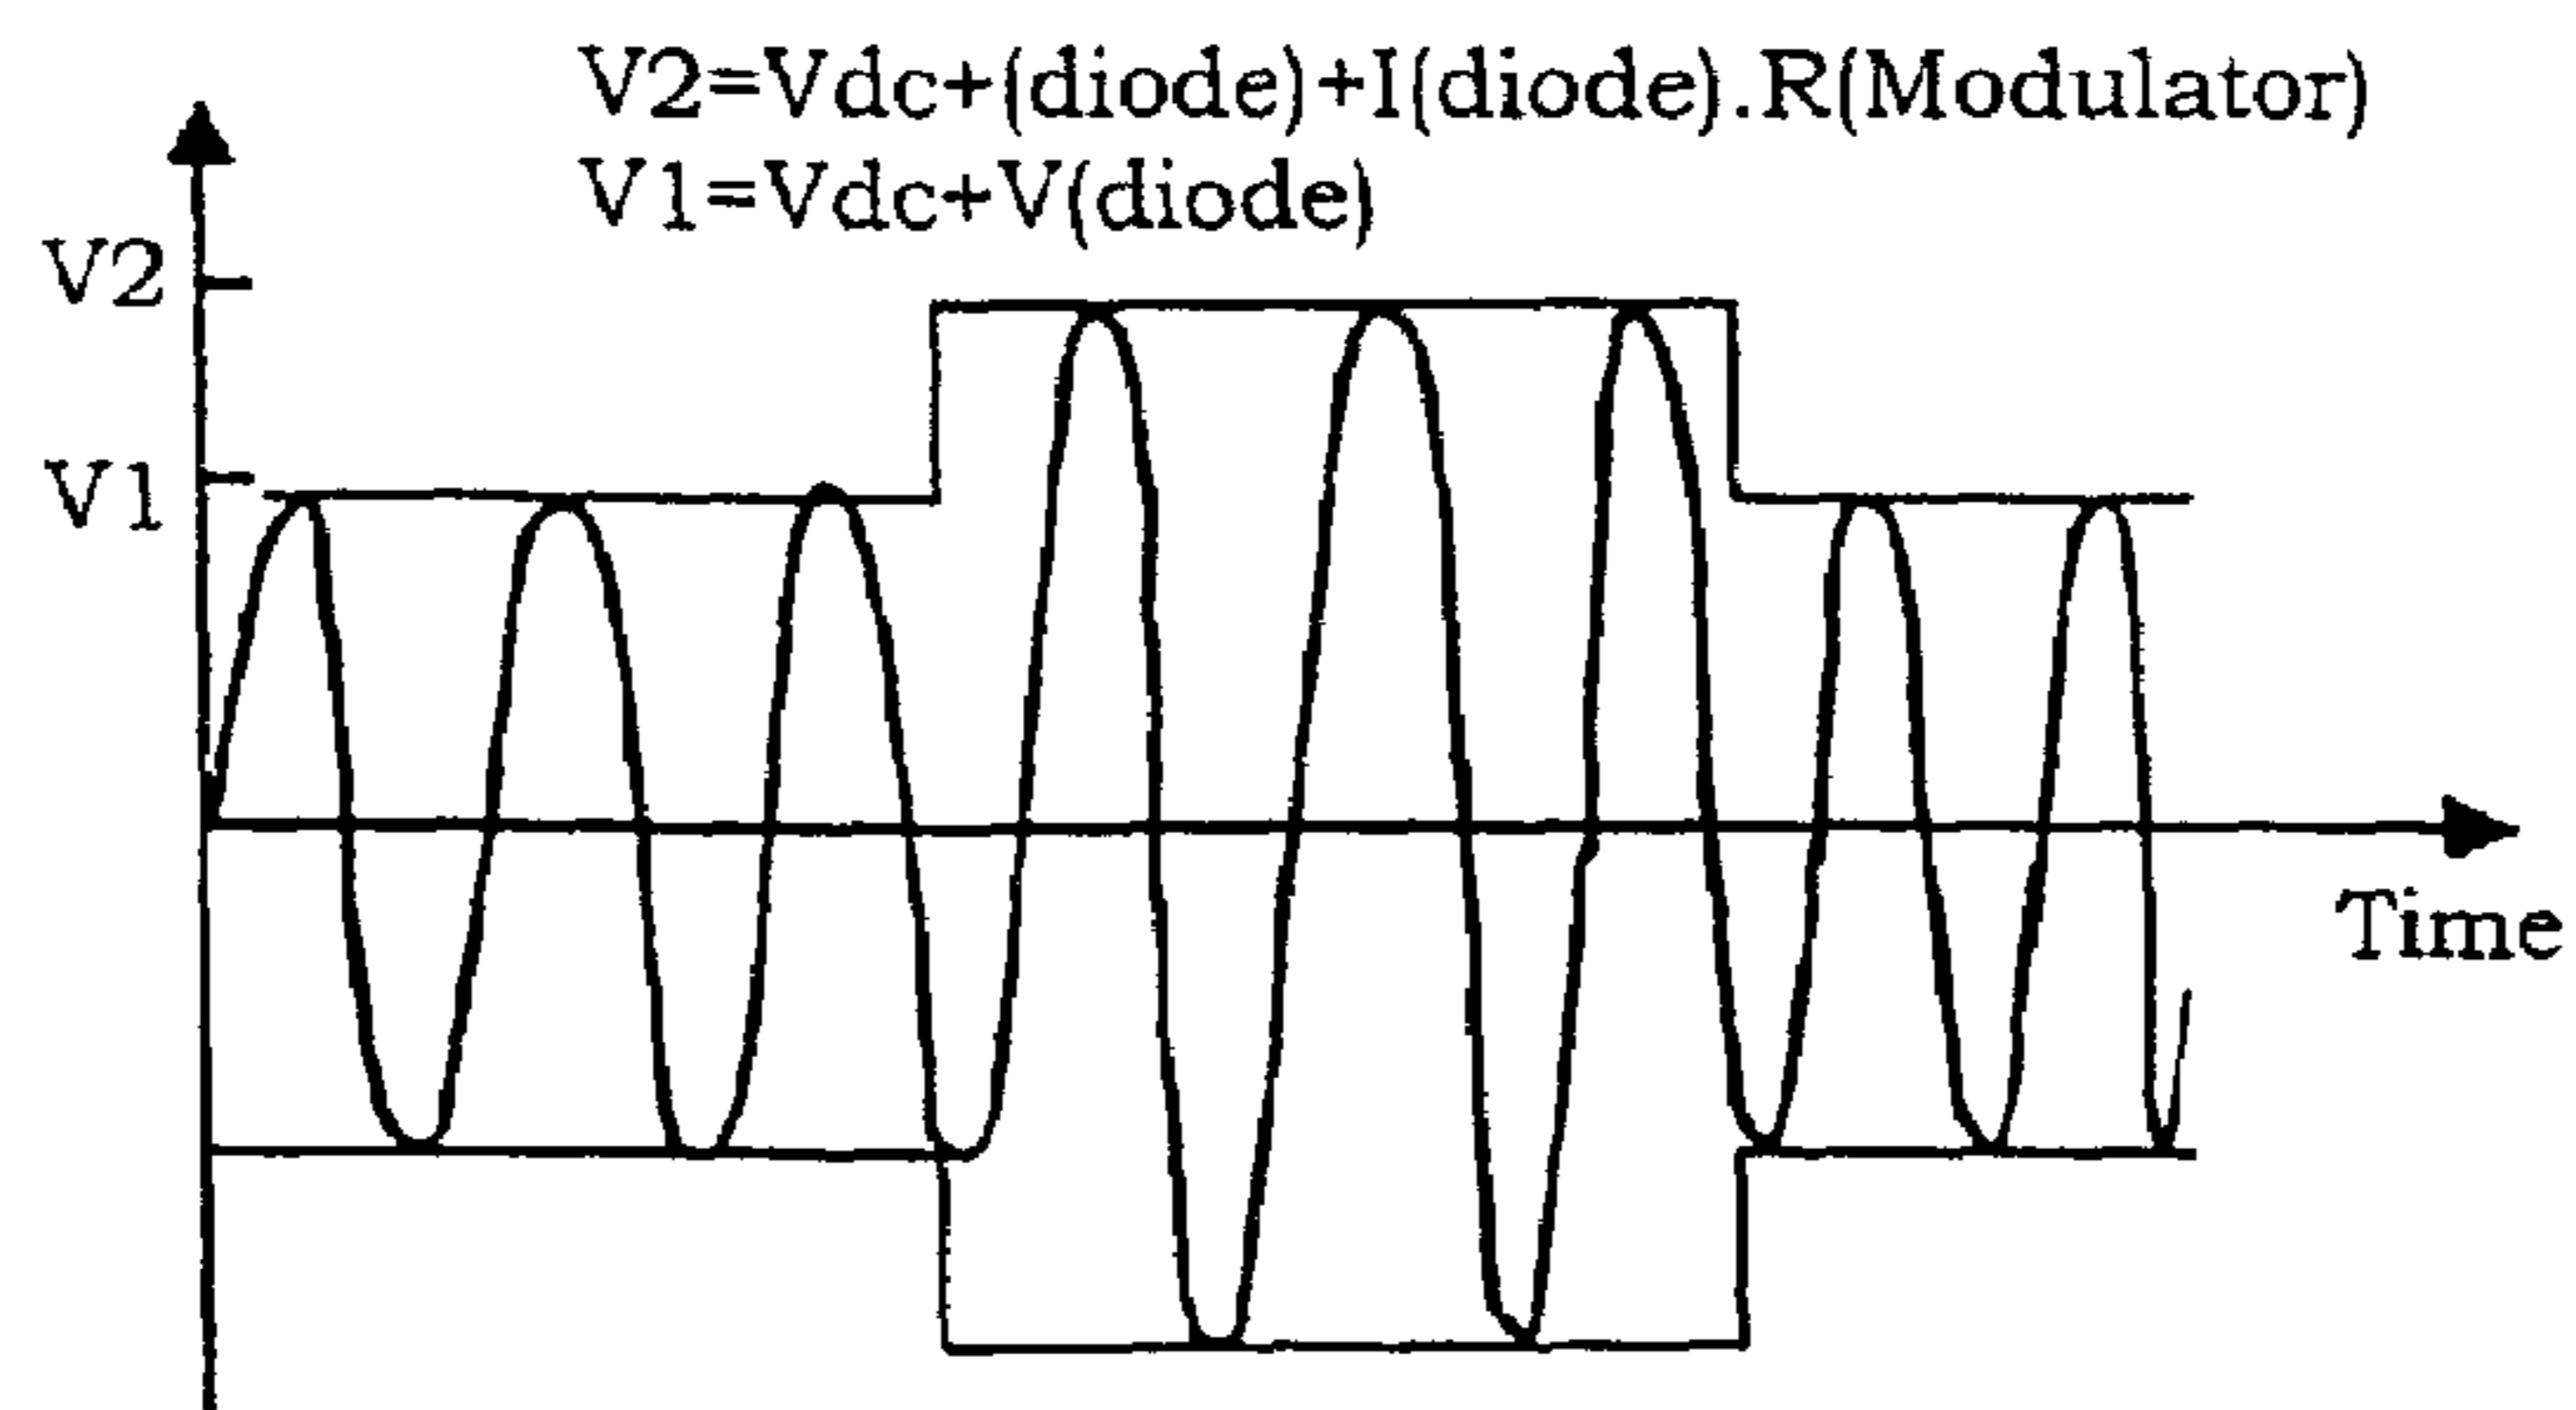 V2=Vdc+(diode)+I(diode).R(Modulator)
V1=Vdc+V(diode)
V2
V1
Time